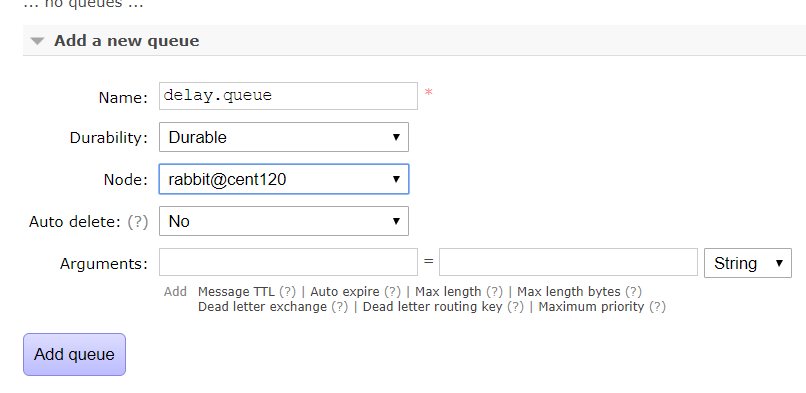 ... no queues ...
Add a new queue
Name: delay.queue *
Durability: Durable
Node: rabbit@cent120
Auto delete: (?) No
Arguments: = String
Add Message TTL (?) | Auto expire (?) | Max length (?) | Max length bytes (?)
Dead letter exchange (?) | Dead letter routing key (?) | Maximum priority (?)
Add queue